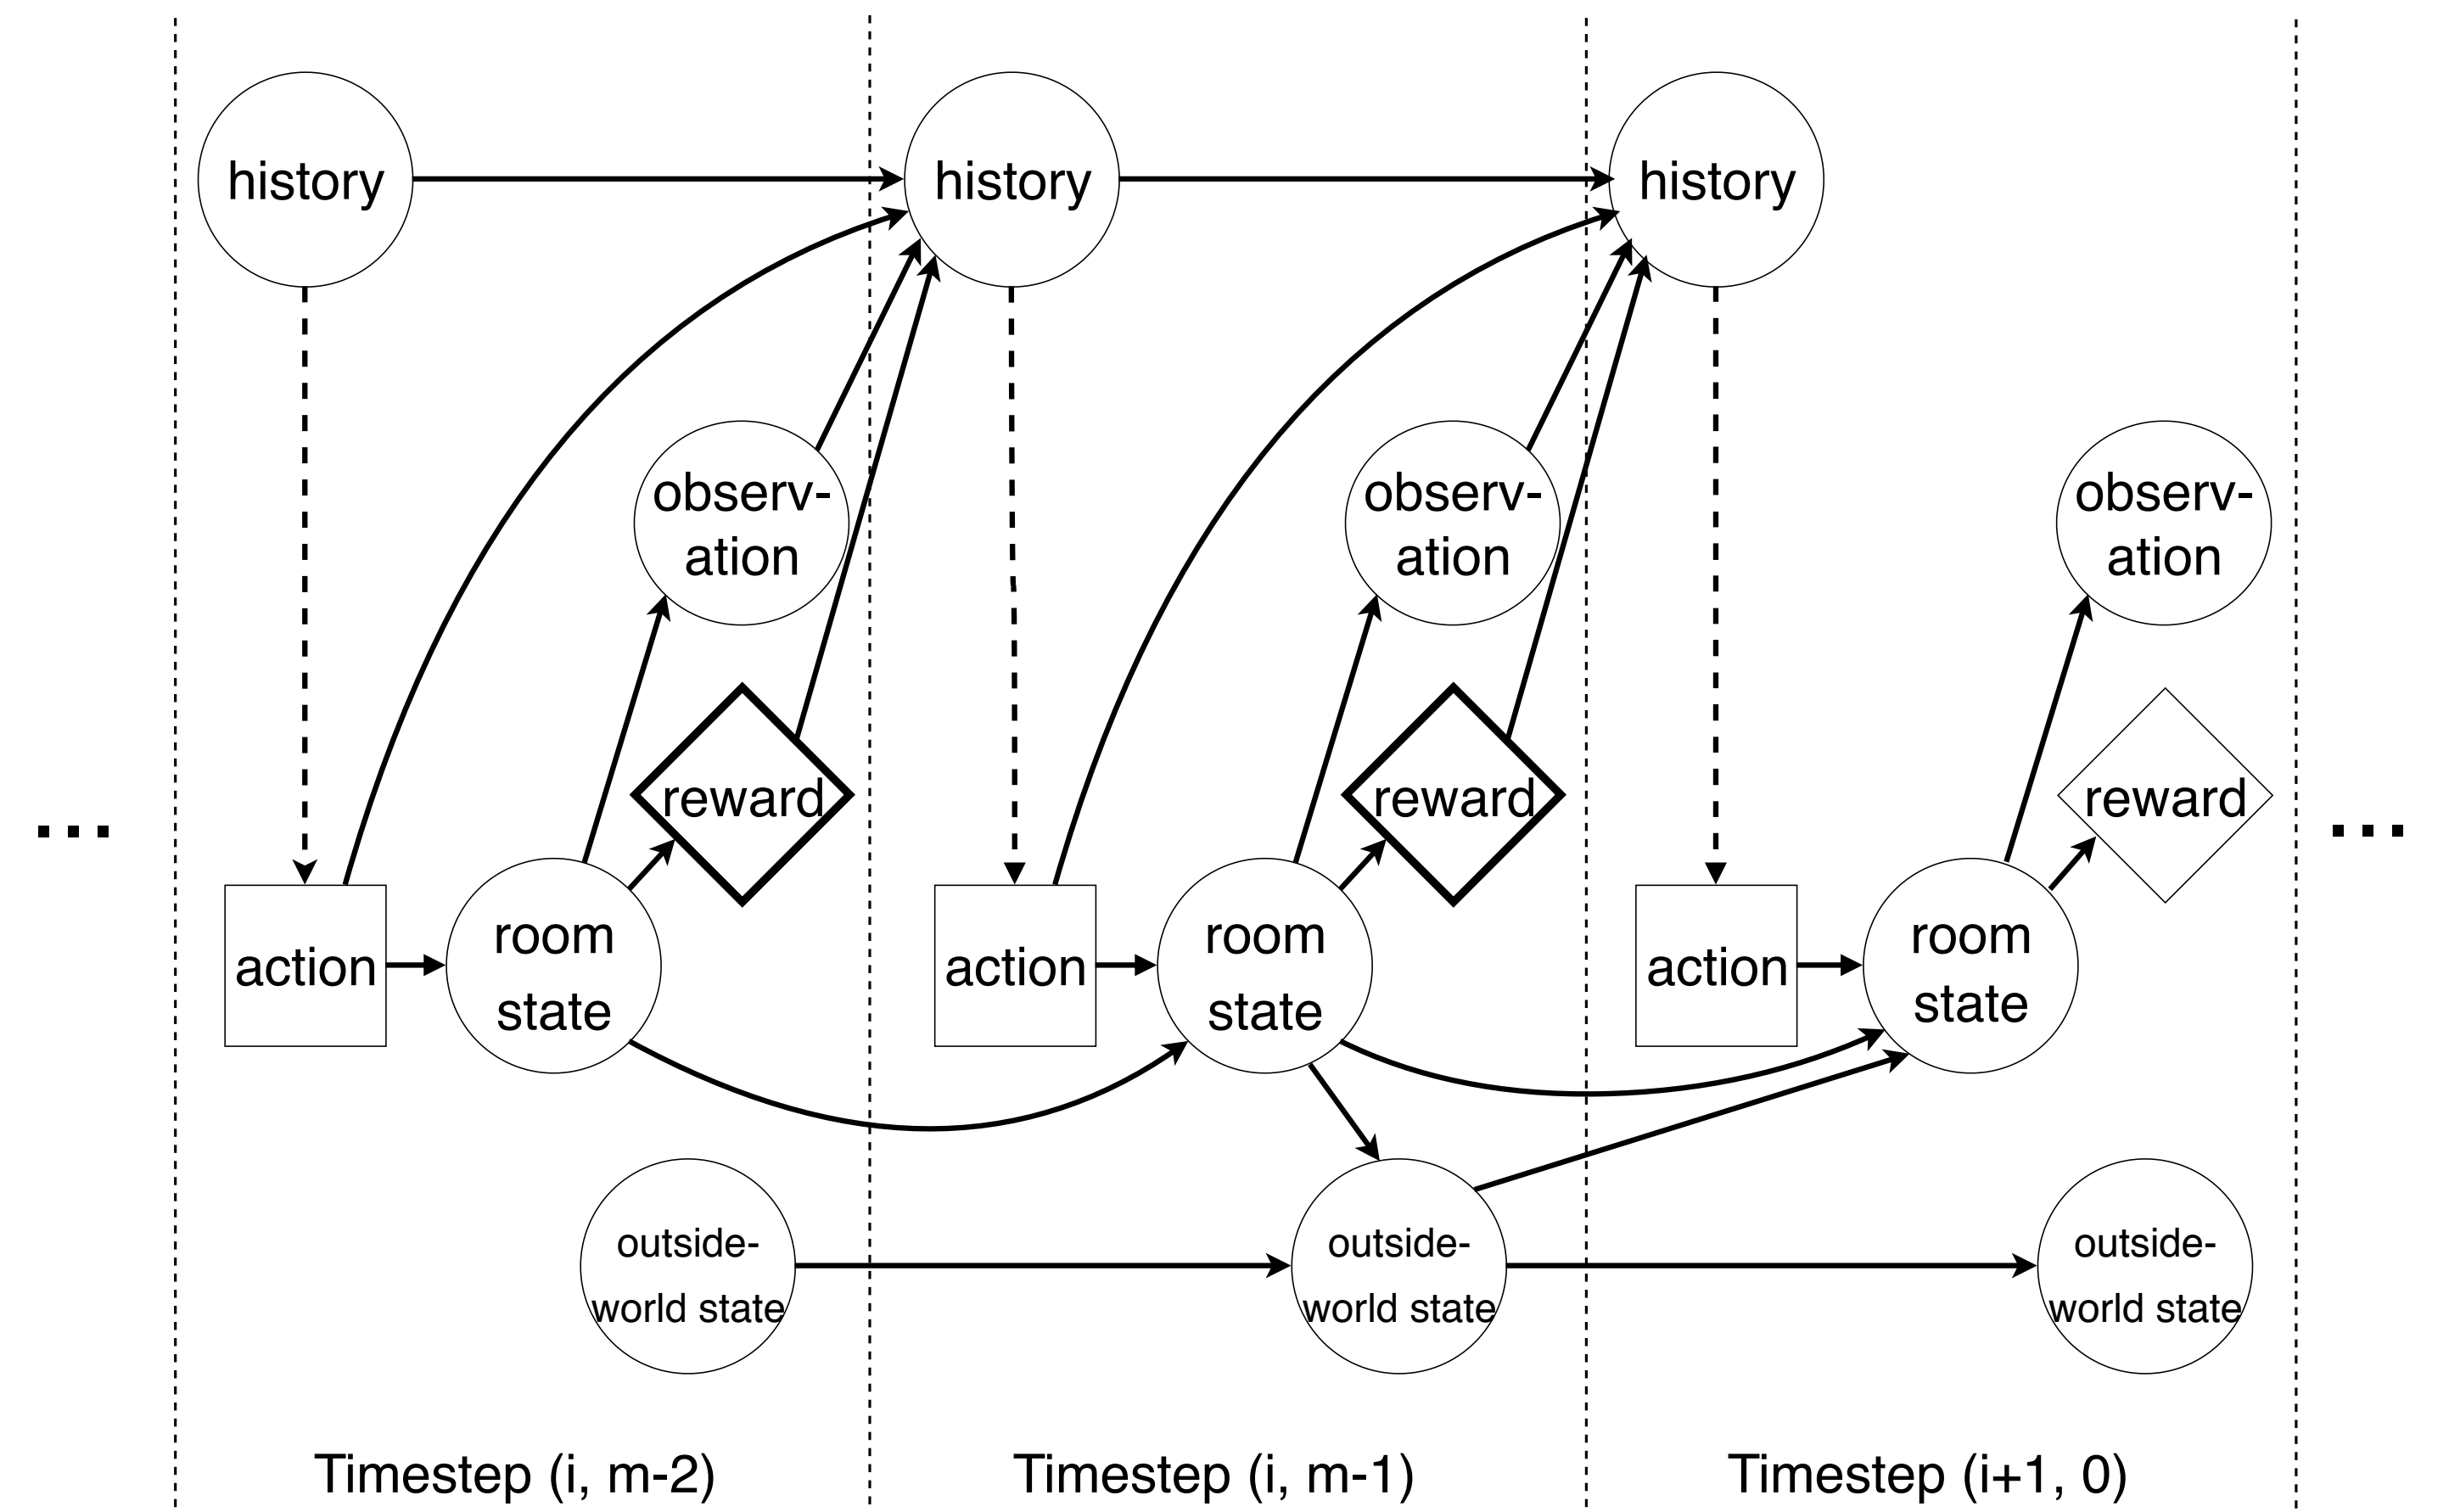 history
history
history
observ-
ation
observ-
ation
observ-
ation
reward
reward
reward
...
...
action
room
state
action
room
state
action
room
state
outside-
world state
outside-
world state
outside-
world state
Timestep (i, m-2)
Timestep (i, m-1)
Timestep (i+1, 0)